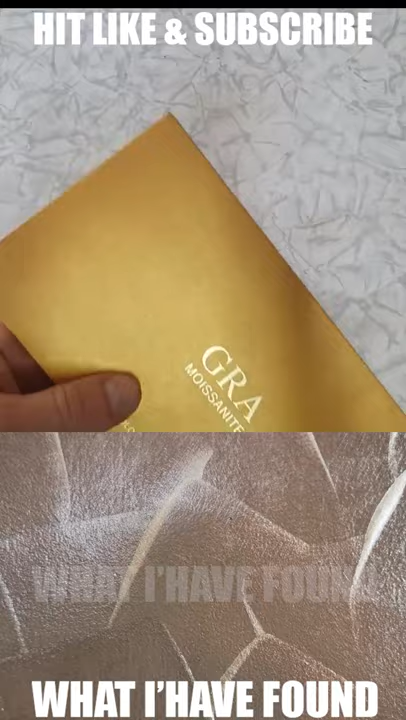 HIT LIKE & SUBSCRIBE
GRA
MOISSANITE
WHAT I'HAVE FOUND
WHAT I'HAVE FOUND